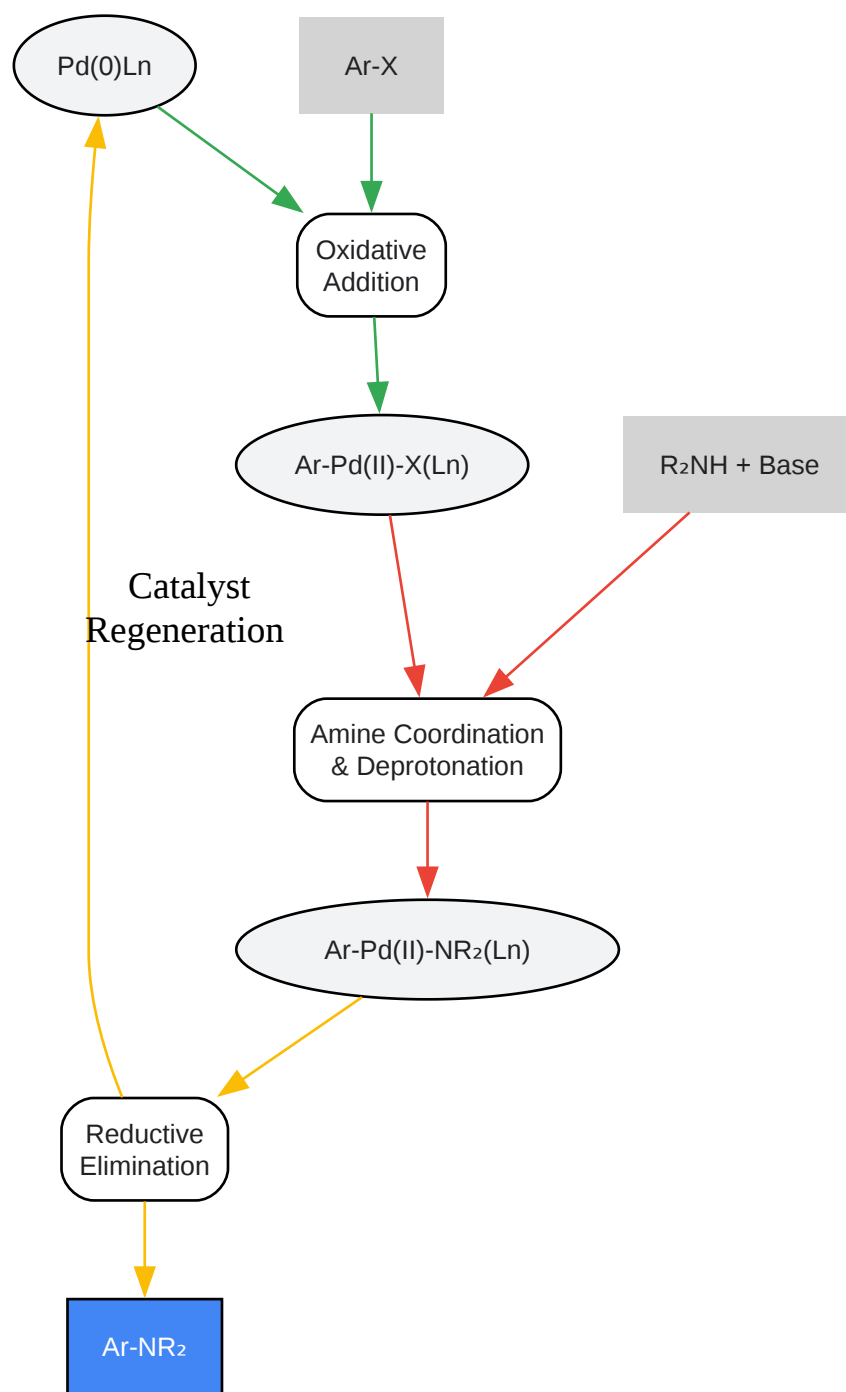 Pd(0)Ln
Ar-X
Oxidative
Addition
Ar-Pd(II)-X(Ln)
R₂NH + Base
Catalyst
Regeneration
Amine Coordination
& Deprotonation
Ar-Pd(II)-NR₂(Ln)
Reductive
Elimination
Ar-NR₂